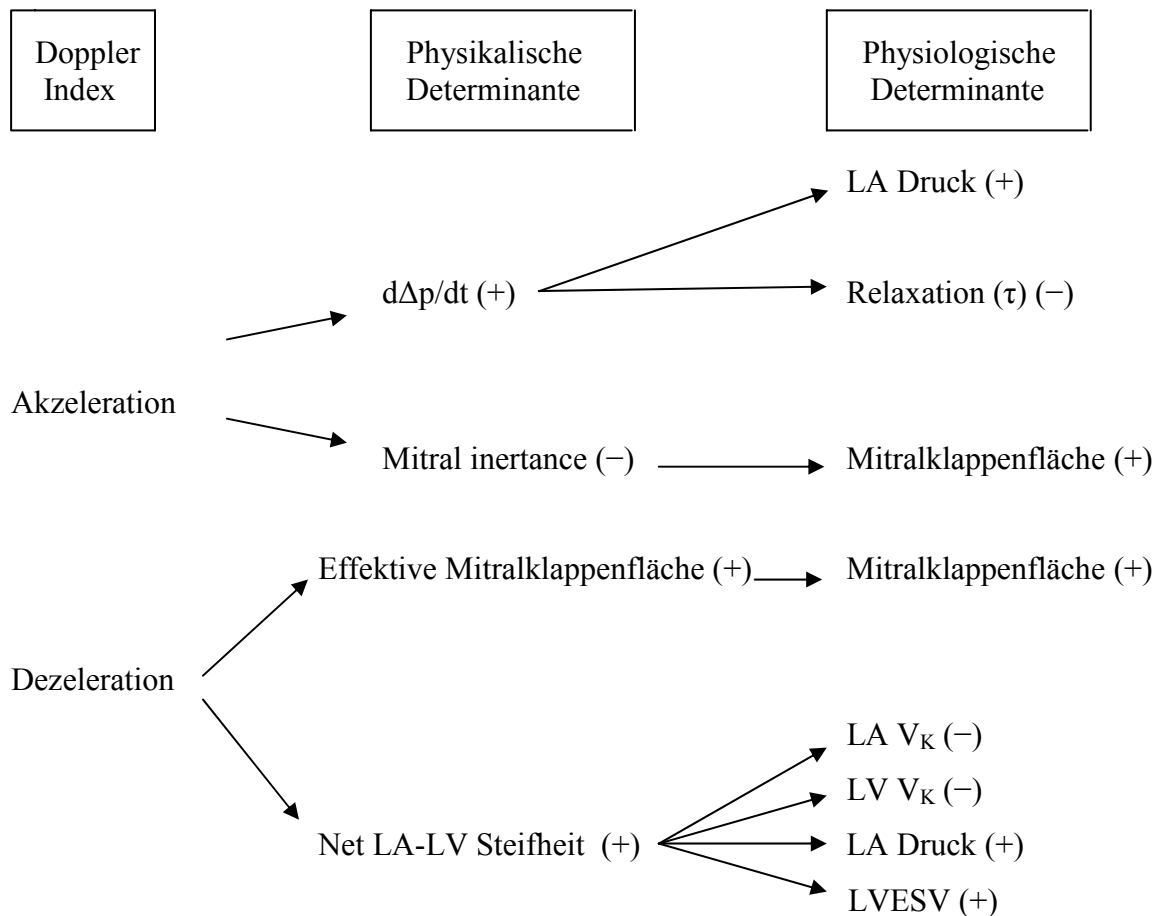 Doppler
Index
Physikalische
Determinante
Physiologische
Determinante
LA Druck (+)
dΔp/dt (+)
Relaxation (τ) (−)
Akzeleration
Mitral inertance (−)
Mitralklappenfläche (+)
Effektive Mitralklappenfläche (+)
Mitralklappenfläche (+)
Dezeleration
LA V_K (−)
LV V_K (−)
Net LA-LV Steifheit (+)
LA Druck (+)
LVESV (+)